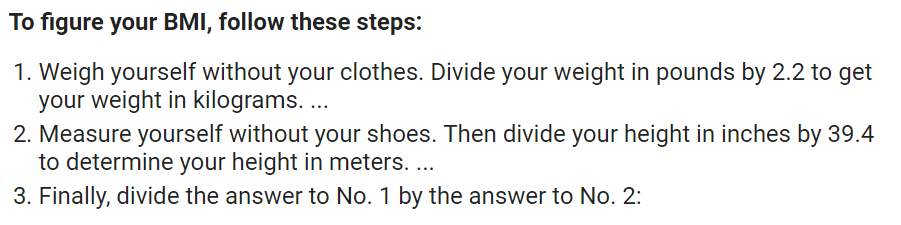 To figure your BMI, follow these steps:
1. Weigh yourself without your clothes. Divide your weight in pounds by 2.2 to get
your weight in kilograms. ...
2. Measure yourself without your shoes. Then divide your height in inches by 39.4
to determine your height in meters. ...
3. Finally, divide the answer to No. 1 by the answer to No. 2: